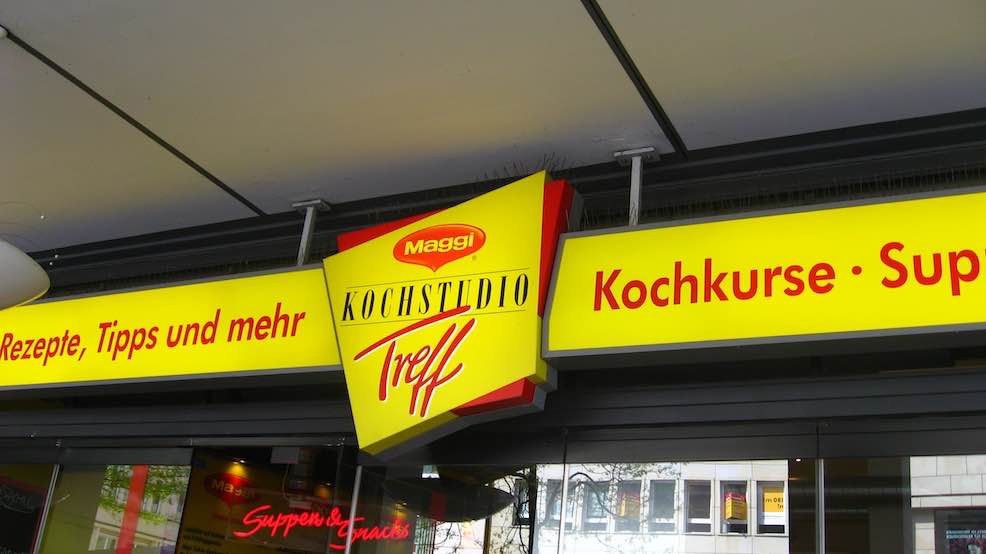 Rezepte, Tipps und mehr
Maggi
KOCHSTUDIO
Treff
Kochkurse · Sup
Maggi
Suppen & Snacks